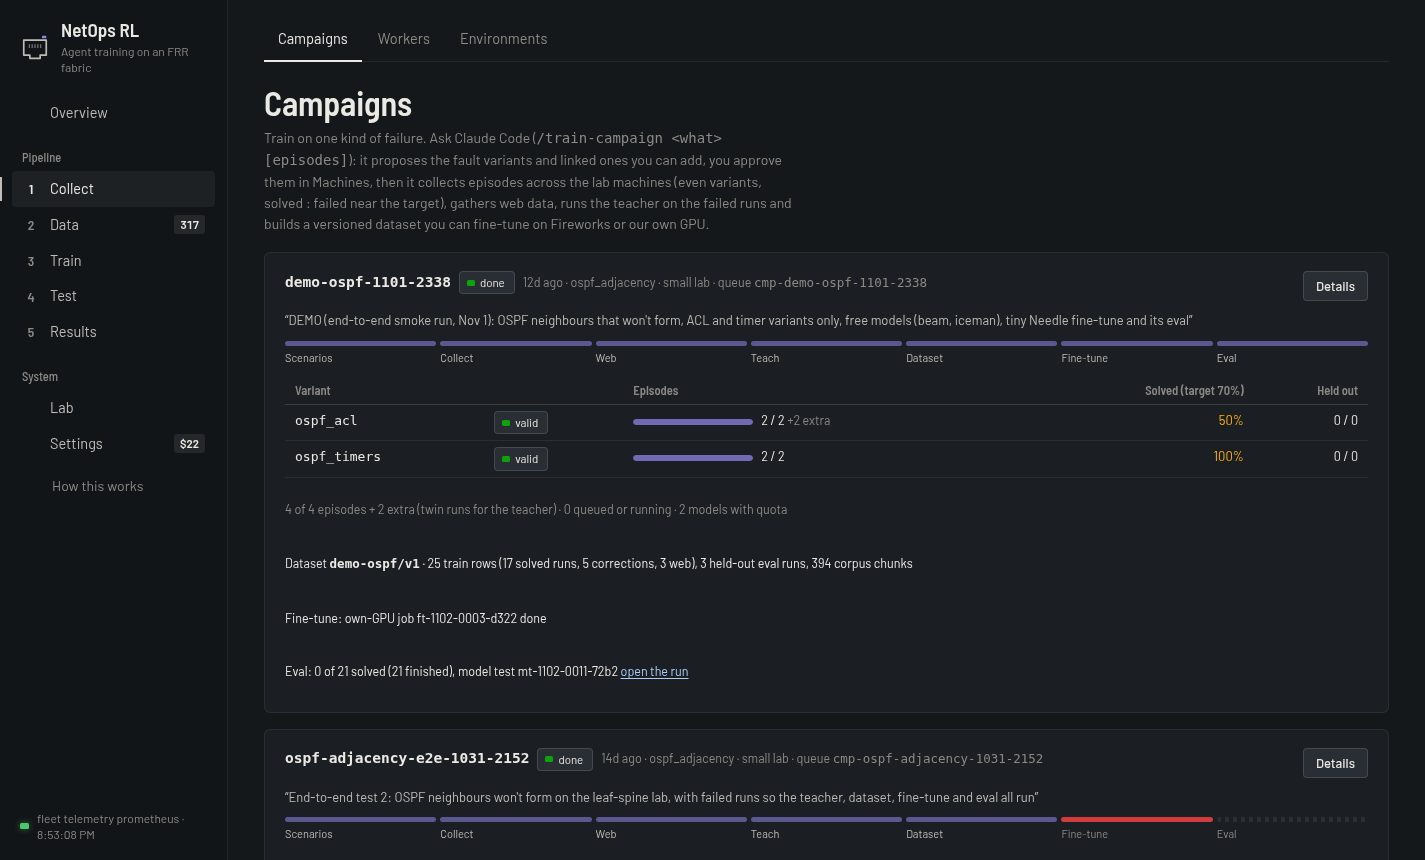 NetOps RL
Agent training on an FRR
fabric
Overview
Pipeline
1 Collect
2 Data 317
3 Train
4 Test
5 Results
System
Lab
Settings $22
How this works
fleet telemetry prometheus ·
8:53:08 PM
Campaigns Workers Environments
Campaigns
Train on one kind of failure. Ask Claude Code (/train-campaign <what>
[episodes]): it proposes the fault variants and linked ones you can add, you approve
them in Machines, then it collects episodes across the lab machines (even variants,
solved : failed near the target), gathers web data, runs the teacher on the failed runs and
builds a versioned dataset you can fine-tune on Fireworks or our own GPU.
demo-ospf-1101-2338 done 12d ago · ospf_adjacency · small lab · queue cmp-demo-ospf-1101-2338 Details
“DEMO (end-to-end smoke run, Nov 1): OSPF neighbours that won't form, ACL and timer variants only, free models (beam, iceman), tiny Needle fine-tune and its eval”
Scenarios Collect Web Teach Dataset Fine-tune Eval
Variant Episodes Solved (target 70%) Held out
ospf_acl valid 2 / 2 +2 extra 50% 0 / 0
ospf_timers valid 2 / 2 100% 0 / 0
4 of 4 episodes + 2 extra (twin runs for the teacher) · 0 queued or running · 2 models with quota
Dataset demo-ospf/v1 · 25 train rows (17 solved runs, 5 corrections, 3 web), 3 held-out eval runs, 394 corpus chunks
Fine-tune: own-GPU job ft-1102-0003-d322 done
Eval: 0 of 21 solved (21 finished), model test mt-1102-0011-72b2 open the run
ospf-adjacency-e2e-1031-2152 done 14d ago · ospf_adjacency · small lab · queue cmp-ospf-adjacency-1031-2152 Details
“End-to-end test 2: OSPF neighbours won't form on the leaf-spine lab, with failed runs so the teacher, dataset, fine-tune and eval all run”
Scenarios Collect Web Teach Dataset Fine-tune Eval